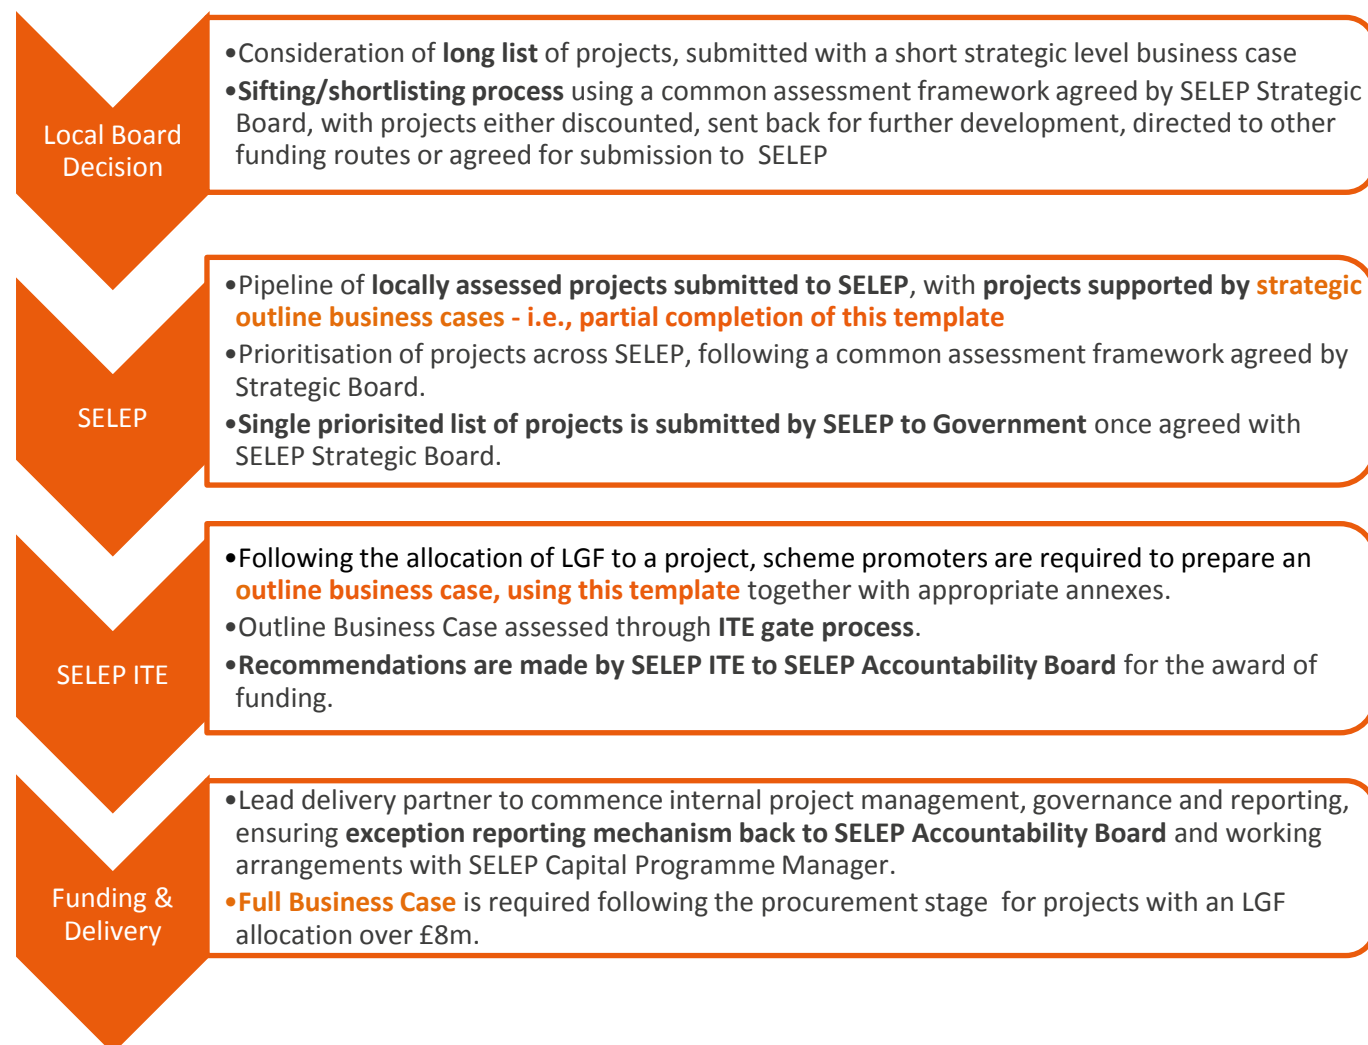 Local Board
Decision
•Consideration of long list of projects, submitted with a short strategic level business case
•Sifting/shortlisting process using a common assessment framework agreed by SELEP Strategic
Board, with projects either discounted, sent back for further development, directed to other
funding routes or agreed for submission to SELEP
SELEP
•Pipeline of locally assessed projects submitted to SELEP, with projects supported by strategic
outline business cases - i.e., partial completion of this template
•Prioritisation of projects across SELEP, following a common assessment framework agreed by
Strategic Board.
•Single priorisited list of projects is submitted by SELEP to Government once agreed with
SELEP Strategic Board.
SELEP ITE
•Following the allocation of LGF to a project, scheme promoters are required to prepare an
outline business case, using this template together with appropriate annexes.
•Outline Business Case assessed through ITE gate process.
•Recommendations are made by SELEP ITE to SELEP Accountability Board for the award of
funding.
Funding &
Delivery
•Lead delivery partner to commence internal project management, governance and reporting,
ensuring exception reporting mechanism back to SELEP Accountability Board and working
arrangements with SELEP Capital Programme Manager.
•Full Business Case is required following the procurement stage for projects with an LGF
allocation over £8m.